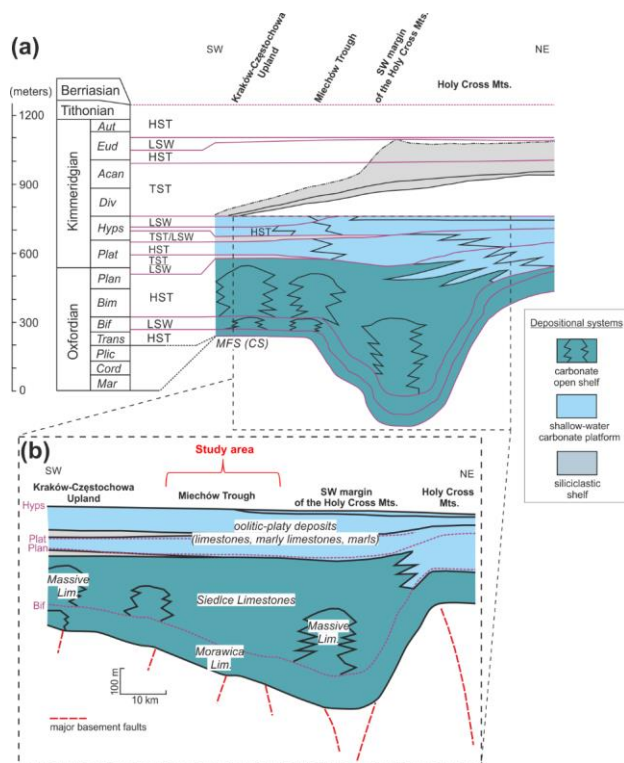 (a)
SW
Kraków-Częstochowa
Upland
Miechów Trough
SW margin
of the Holy Cross Mts.
Holy Cross Mts.
NE
(meters)
1200
900
600
300
0
Berriasian
Tithonian
Kimmeridgian
Oxfordian
Aut
Eud
Acan
Div
Hyps
Plat
Plan
Bim
Bif
Trans
Plic
Cord
Mar
HST
LSW
HST
TST
LSW
TST/LSW
HST
TST
LSW
HST
LSW
HST
HST
MFS (CS)
Depositional systems
carbonate
open shelf
shallow-water
carbonate platform
siliciclastic
shelf
(b)
Study area
SW
NE
Kraków-Częstochowa
Upland
Miechów Trough
SW margin
of the Holy Cross Mts.
Holy Cross
Mts.
Hyps
Plat
Plan
Bif
oolitic-platy deposits
(limestones, marly limestones, marls)
Massive
Lim.
Siedlce Limestones
Massive
Lim.
Morawica
Lim.
100 m
10 km
major basement faults